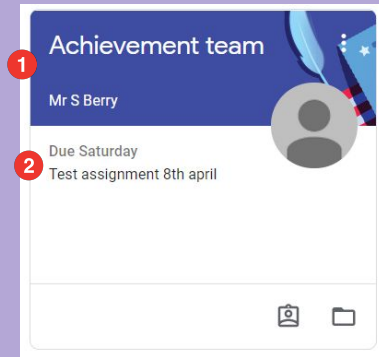 1
Achievement team
Mr S Berry
2
Due Saturday
Test assignment 8th april